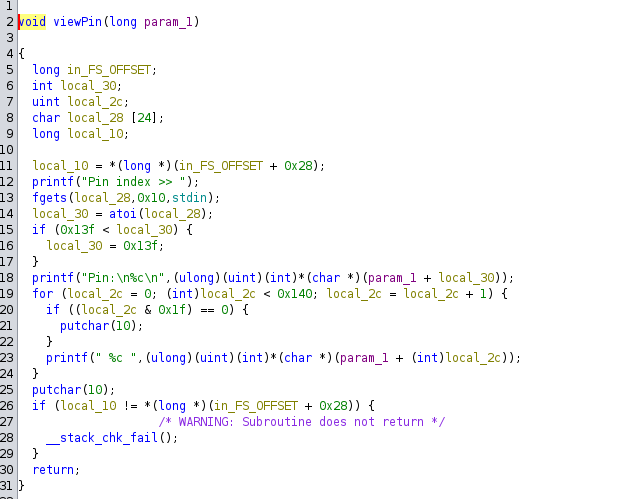 1
2 void viewPin(long param_1)
3
4 {
5 long in_FS_OFFSET;
6 int local_30;
7 uint local_2c;
8 char local_28 [24];
9 long local_10;
10
11 local_10 = *(long *)(in_FS_OFFSET + 0x28);
12 printf("Pin index >> ");
13 fgets(local_28,0x10,stdin);
14 local_30 = atoi(local_28);
15 if (0x13f < local_30) {
16 local_30 = 0x13f;
17 }
18 printf("Pin:\n%c\n",(ulong)(uint)(int)*(char *)(param_1 + local_30));
19 for (local_2c = 0; (int)local_2c < 0x140; local_2c = local_2c + 1) {
20 if ((local_2c & 0x1f) == 0) {
21 putchar(10);
22 }
23 printf(" %c ",(ulong)(uint)(int)*(char *)(param_1 + (int)local_2c));
24 }
25 putchar(10);
26 if (local_10 != *(long *)(in_FS_OFFSET + 0x28)) {
27 /* WARNING: Subroutine does not return */
28 __stack_chk_fail();
29 }
30 return;
31 }